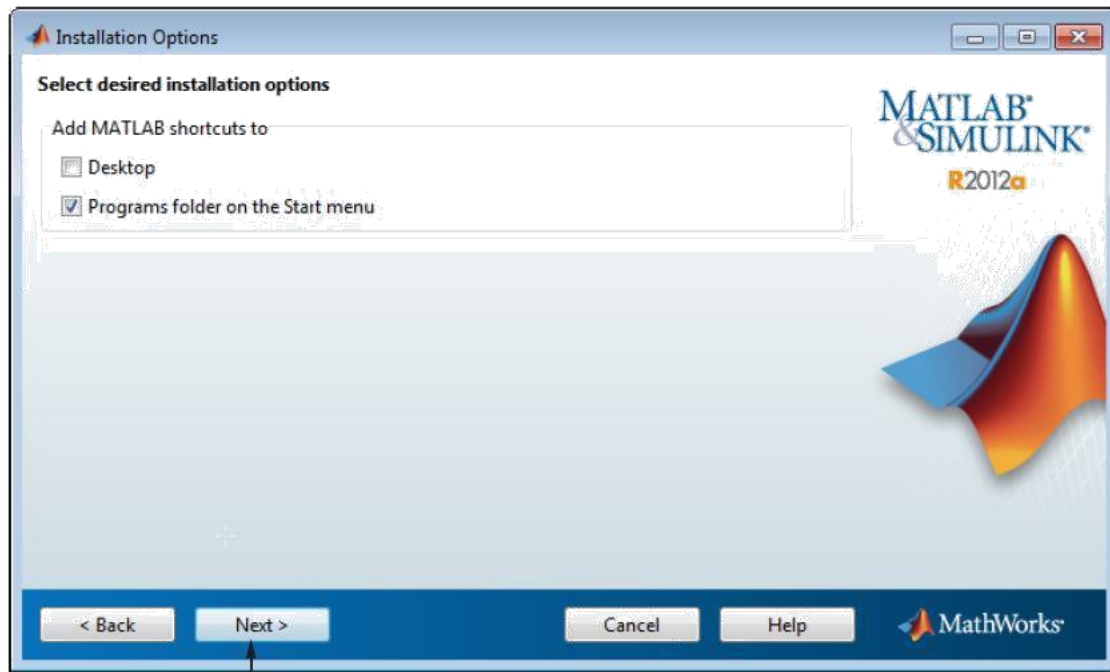 Installation Options
Select desired installation options
Add MATLAB shortcuts to
Desktop
Programs folder on the Start menu
MATLAB®
&SIMULINK®
R2012a
< Back
Next >
Cancel
Help
MathWorks®